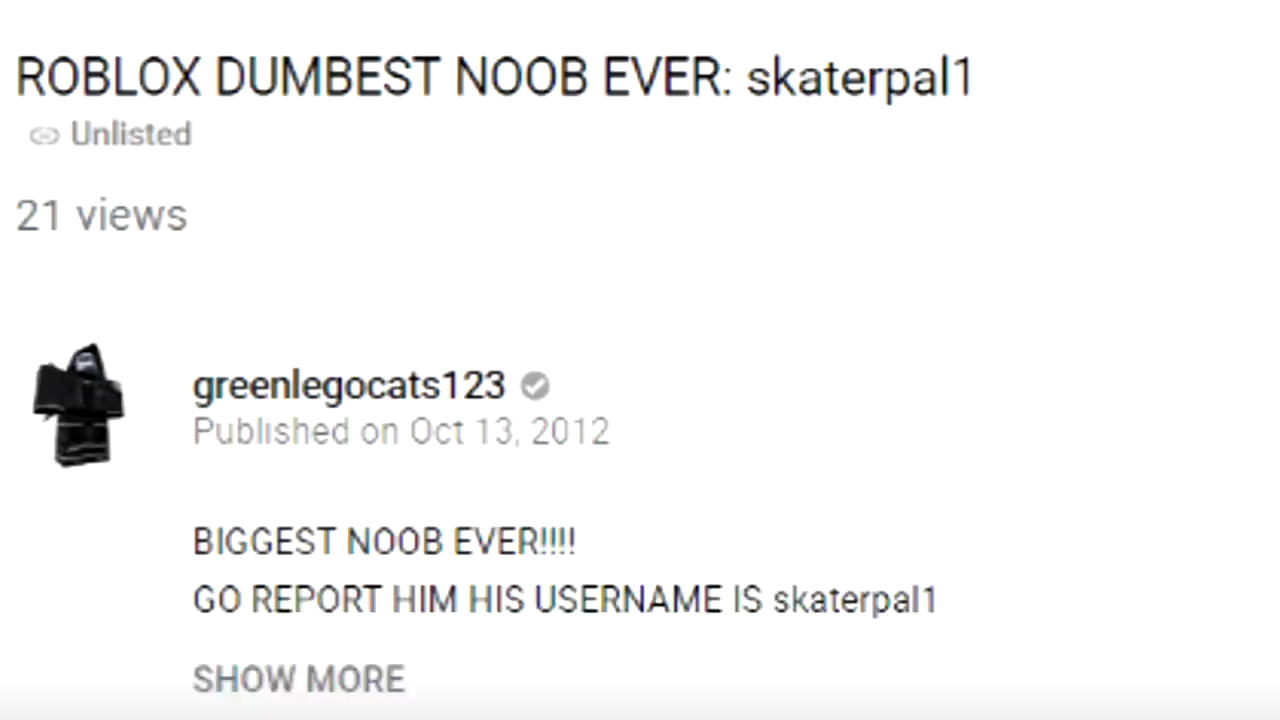 ROBLOX DUMBEST NOOB EVER: skaterpal1
Unlisted
21 views
greenlegocats123
Published on Oct 13, 2012
BIGGEST NOOB EVER!!!!
GO REPORT HIM HIS USERNAME IS skaterpal1
SHOW MORE